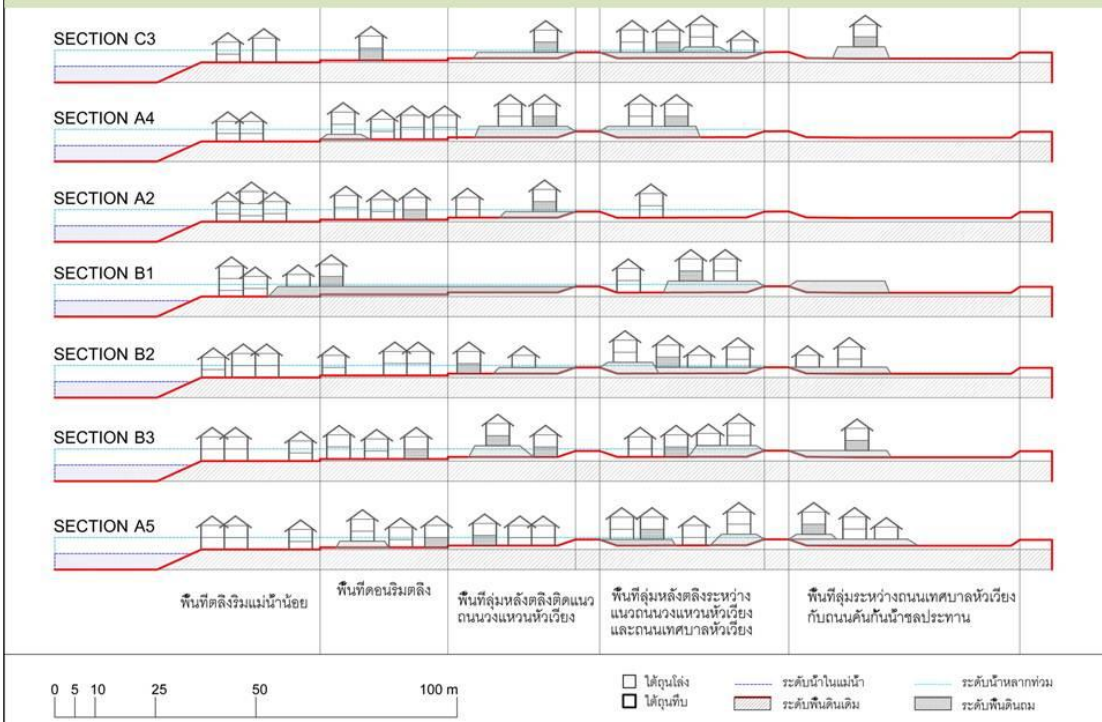 SECTION C3
SECTION A4
SECTION A2
SECTION B1
SECTION B2
SECTION B3
SECTION A5
พื้นที่ตลิ่งริมแม่น้ำน้อย
พื้นที่ดอนริมตลิ่ง
พื้นที่ลุ่มหลังตลิ่งติดแนว
ถนนวงแหวนหัวเวียง
พื้นที่ลุ่มหลังตลิ่งระหว่าง
แนวถนนวงแหวนหัวเวียง
และถนนเทศบาลหัวเวียง
พื้นที่ลุ่มระหว่างถนนเทศบาลหัวเวียง
กับถนนคันกั้นน้ำชลประทาน
0 5 10 25 50 100 m
ใต้ถุนโล่ง
ใต้ถุนทึบ
ระดับน้ำในแม่น้ำ
ระดับพื้นดินเดิม
ระดับน้ำหลากท่วม
ระดับพื้นดินถม